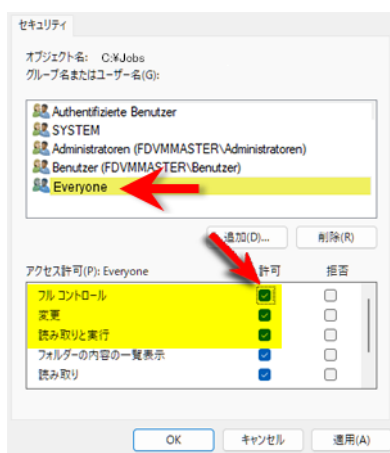 セキュリティ
オブジェクト名: C:¥Jobs
グループ名またはユーザー名(G):
Authentifizierte Benutzer
SYSTEM
Administratoren (FDVMMASTER\Administratoren)
Benutzer (FDVMMASTER\Benutzer)
Everyone
追加(D)... 削除(R)
アクセス許可(P): Everyone 許可 拒否
フル コントロール
変更
読み取りと実行
フォルダーの内容の一覧表示
読み取り
OK キャンセル 適用(A)